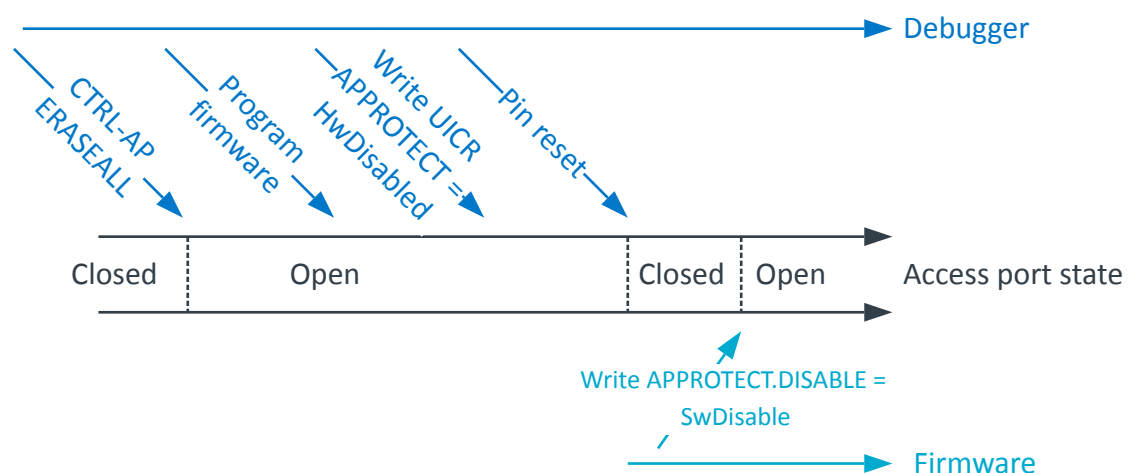 Debugger
CTRL-AP
ERASEALL
Program
firmware
Write UICR
APPROTECT =
HwDisabled
Pin reset
Closed
Open
Closed
Open
Access port state
Write APPROTECT.DISABLE =
SwDisable
Firmware